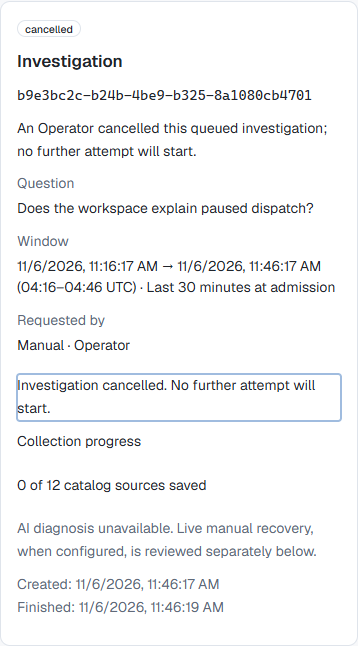 cancelled
Investigation
b9e3bc2c-b24b-4be9-b325-8a1080cb4701
An Operator cancelled this queued investigation;
no further attempt will start.
Question
Does the workspace explain paused dispatch?
Window
11/6/2026, 11:16:17 AM → 11/6/2026, 11:46:17 AM
(04:16–04:46 UTC) · Last 30 minutes at admission
Requested by
Manual · Operator
Investigation cancelled. No further attempt will
start.
Collection progress
0 of 12 catalog sources saved
AI diagnosis unavailable. Live manual recovery,
when configured, is reviewed separately below.
Created: 11/6/2026, 11:46:17 AM
Finished: 11/6/2026, 11:46:19 AM